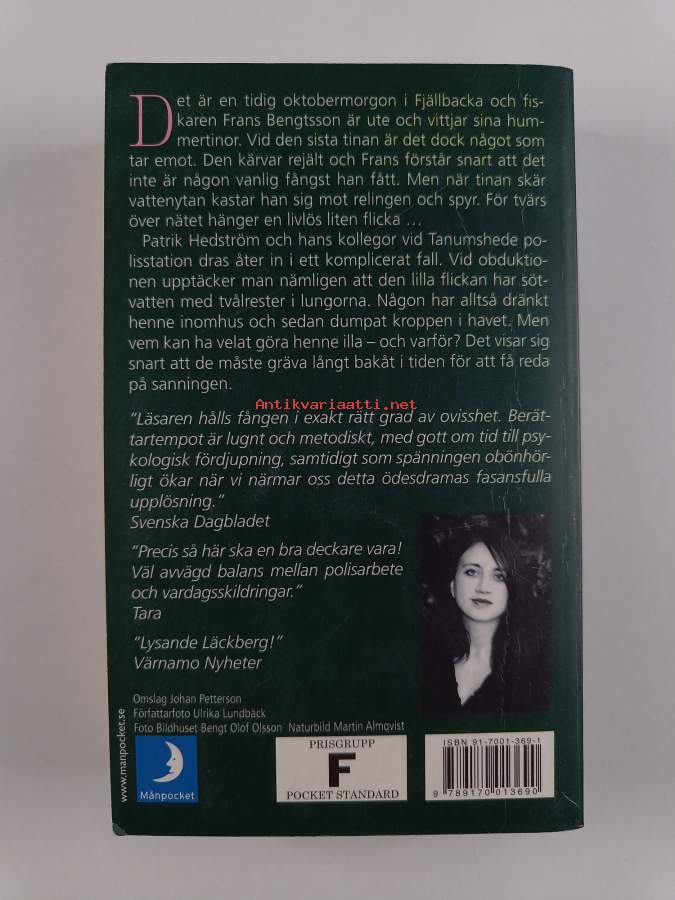 Det är en tidig oktobermorgon i Fjällbacka och fis-
karen Frans Bengtsson är ute och vittjar sina hum-
mertinor. Vid den sista tinan är det dock något som
tar emot. Den kärvar rejält och Frans förstår snart att det
inte är någon vanlig fångst han fått. Men när tinan skär
vattenytan kastar han sig mot relingen och spyr. För tvärs
över nätet hänger en livlös liten flicka ...
Patrik Hedström och hans kollegor vid Tanumshede po-
lisstation dras åter in i ett komplicerat fall. Vid obduktio-
nen upptäcker man nämligen att den lilla flickan har söt-
vatten med tvålrester i lungorna. Någon har alltså dränkt
henne inomhus och sedan dumpat kroppen i havet. Men
vem kan ha velat göra henne illa – och varför? Det visar sig
snart att de måste gräva långt bakåt i tiden för att få reda
på sanningen.
Antikvariaatti.net
"Läsaren hålls fången i exakt rätt grad av ovisshet. Berät-
tartempot är lugnt och metodiskt, med gott om tid till psy-
kologisk fördjupning, samtidigt som spänningen obönhör-
ligt ökar när vi närmar oss detta ödesdramas fasansfulla
upplösning."
Svenska Dagbladet
"Precis så här ska en bra deckare vara!
Väl avvägd balans mellan polisarbete
och vardagsskildringar."
Tara
"Lysande Läckberg!"
Värnamo Nyheter
Omslag Johan Petterson
Författarfoto Ulrika Lundbäck
Foto Bildhuset Bengt Olof Olsson Naturbild Martin Almqvist
www.manpocket.se
Månpocket
PRISGRUPP
F
POCKET STANDARD
ISBN 91-7001-369-1
9 789170 013690